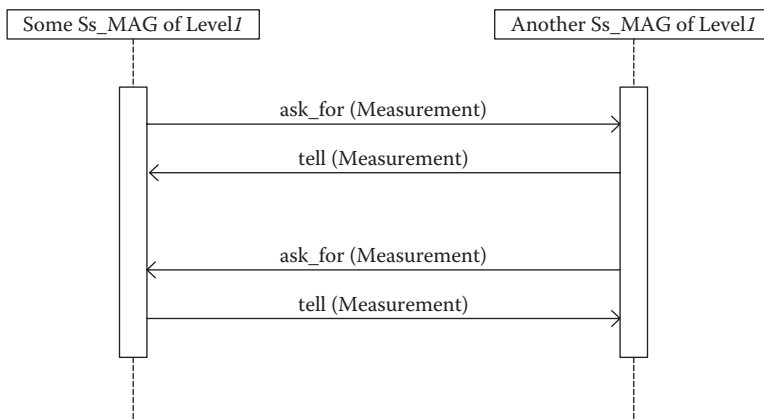 Some Ss_MAG of Level1
Another Ss_MAG of Level1
ask_for (Measurement)
tell (Measurement)
ask_for (Measurement)
tell (Measurement)